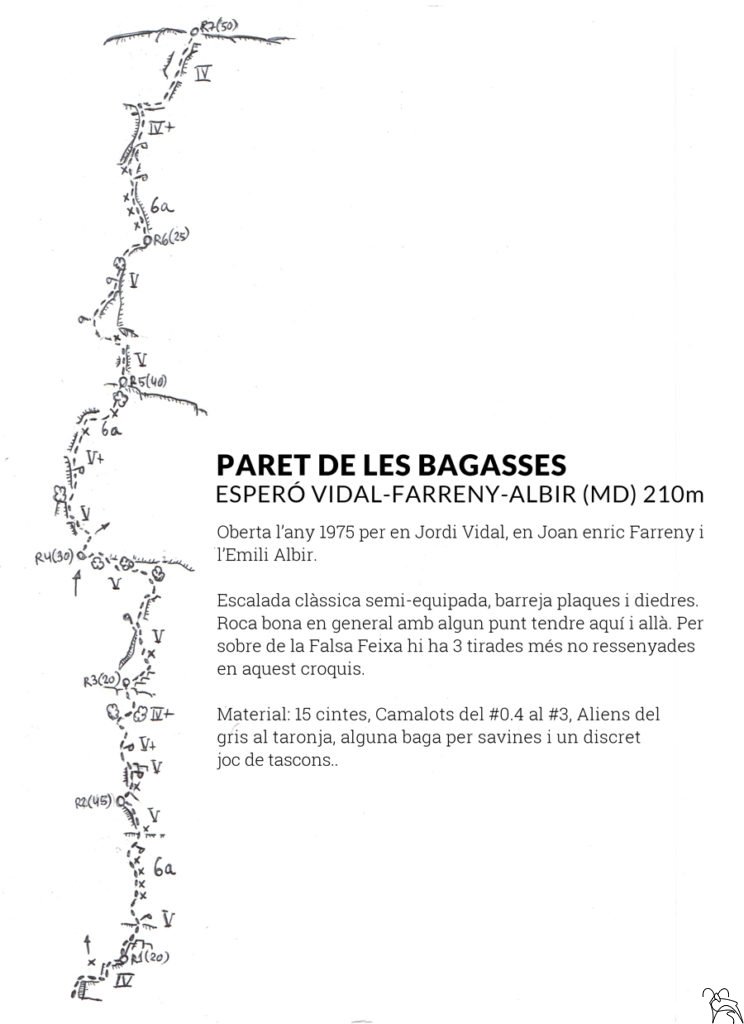 R7(50)
IV
IV+
6a
R6(25)
V
V
R5(40)
6a
V+
V
R4(30)
V
V
R3(20)
IV+
V+
V
R2(45)
V
6a
V
R1(20)
IV
PARET DE LES BAGASSES
ESPERÓ VIDAL-FARRENY-ALBIR (MD) 210m
Oberta l'any 1975 per en Jordi Vidal, en Joan enric Farreny i
l'Emili Albir.
Escalada clàssica semi-equipada, barreja plaques i diedres.
Roca bona en general amb algun punt tendre aquí i allà. Per
sobre de la Falsa Feixa hi ha 3 tirades més no ressenyades
en aquest croquis.
Material: 15 cintes, Camalots del #0.4 al #3, Aliens del
gris al taronja, alguna baga per savines i un discret
joc de tascons..